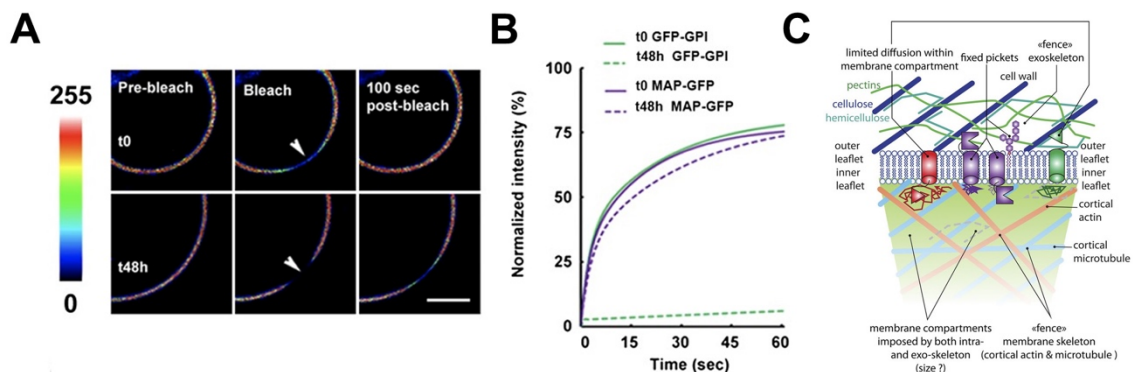 A
255
0
Pre-bleach
t0
Bleach
100 sec
post-bleach
t48h
B
t0 GFP-GPI
t48h GFP-GPI
t0 MAP-GFP
t48h MAP-GFP
Normalized intensity (%)
100
75
50
25
0
0
15
30
45
60
Time (sec)
C
limited diffusion within
membrane compartment
fixed pickets
«fence»
exoskeleton
cell wall
pectins
cellulose
hemicellulose
outer
leaflet
inner
leaflet
outer
leaflet
inner
leaflet
cortical
actin
cortical
microtubule
membrane compartments
imposed by both intra-
and exo-skeleton
(size ?)
«fence»
membrane skeleton
(cortical actin & microtubule )